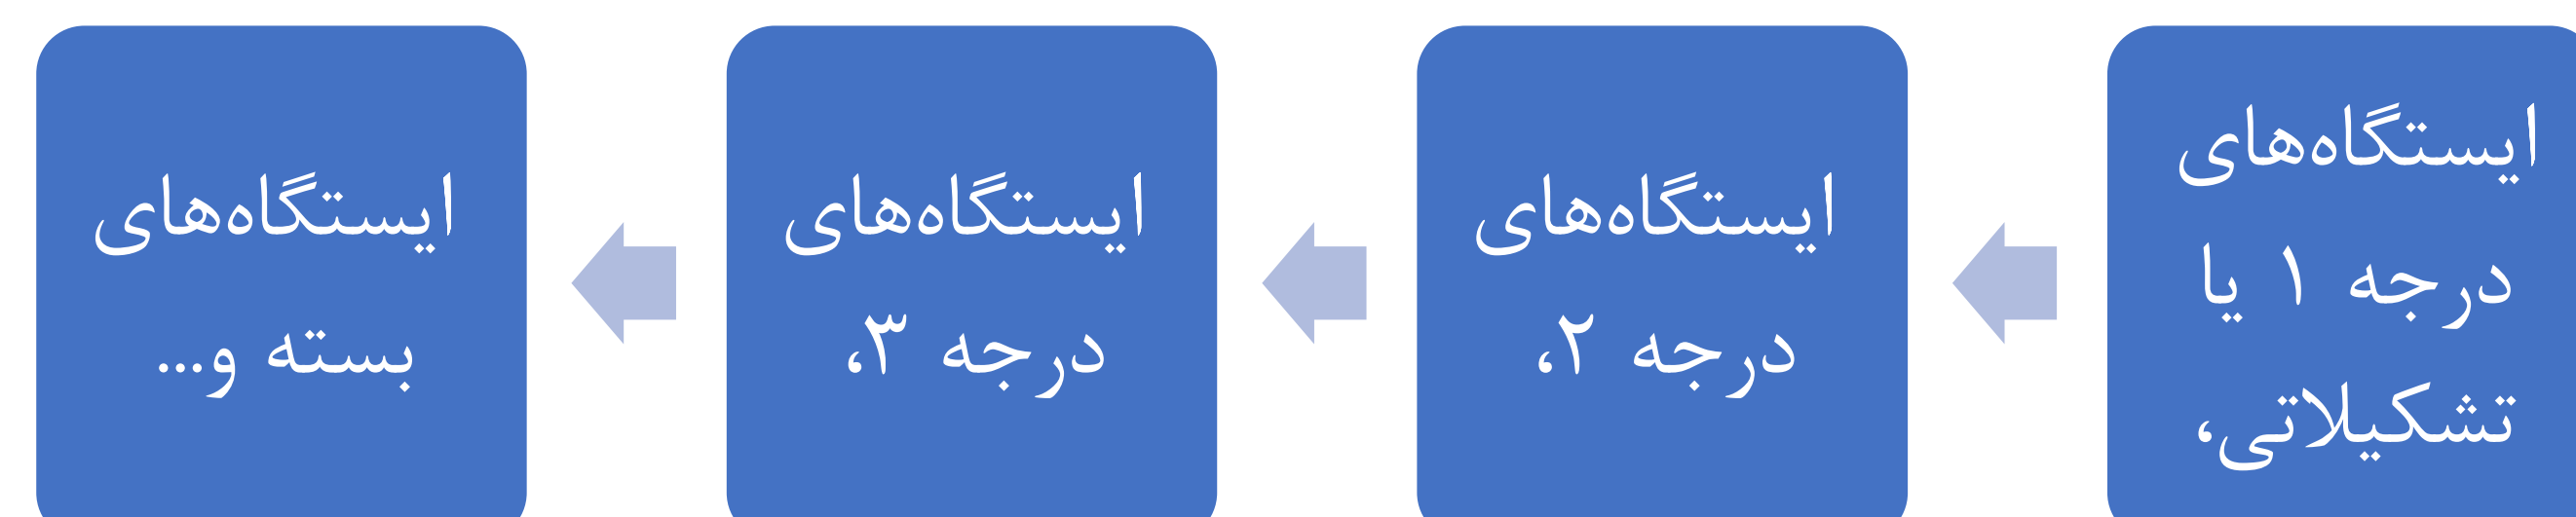 ایستگاه‌های
درجه ۱ یا
تشکیلاتی،
ایستگاه‌های
درجه ۲،
ایستگاه‌های
درجه ۳،
ایستگاه‌های
بسته و...